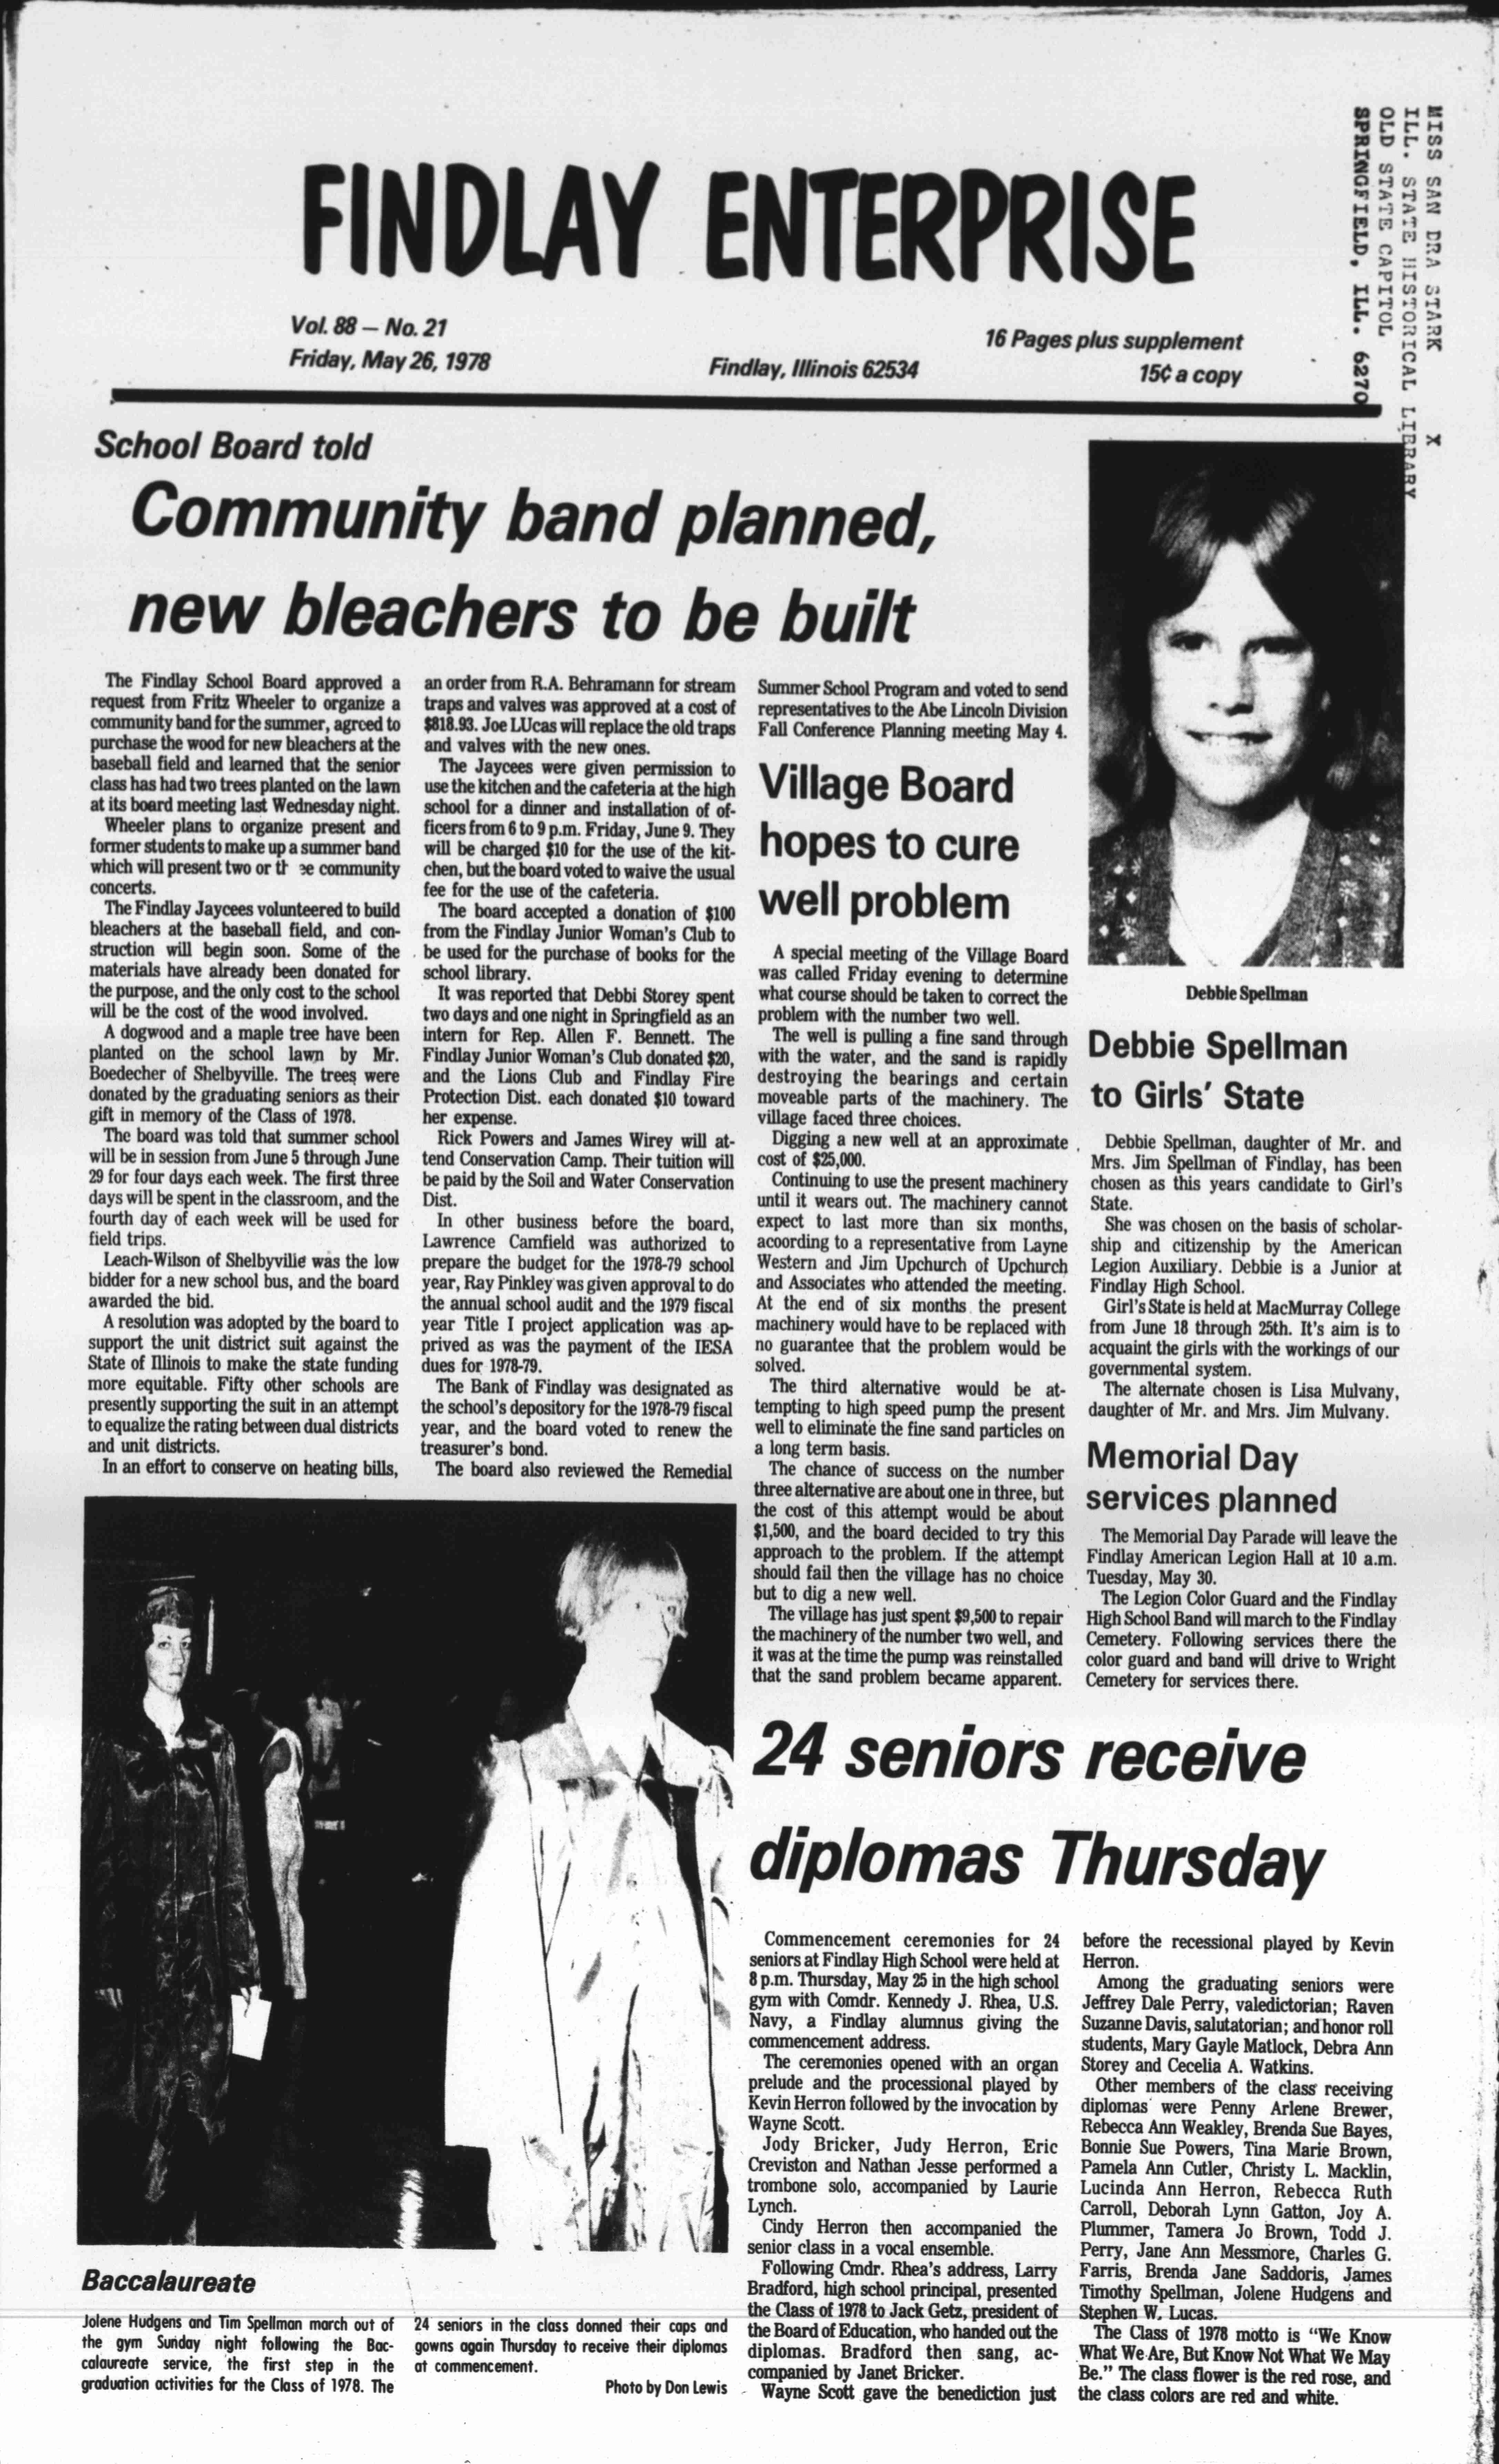 MISS SAN DRA STARK X
ILL. STATE HISTORICAL LIBRARY
OLD STATE CAPITOL
SPRINGFIELD, ILL. 6270
FINDLAY ENTERPRISE
Vol. 88 — No. 21
Friday, May 26, 1978
Findlay, Illinois 62534
16 Pages plus supplement
15¢ a copy
School Board told
Community band planned,
new bleachers to be built
The Findlay School Board approved a
request from Fritz Wheeler to organize a
community band for the summer, agreed to
purchase the wood for new bleachers at the
baseball field and learned that the senior
class has had two trees planted on the lawn
at its board meeting last Wednesday night.
Wheeler plans to organize present and
former students to make up a summer band
which will present two or community
concerts.
The Findlay Jaycees volunteered to build
bleachers at the baseball field, and con-
struction will begin soon. Some of the
materials have already been donated for
the purpose, and the only cost to the school
will be the cost of the wood involved.
A dogwood and a maple tree have been
planted on the school lawn by Mr.
Boedecher of Shelbyville. The trees were
donated by the graduating seniors as their
gift in memory of the Class of 1978.
The board was told that summer school
will be in session from June 5 through June
29 for four days each week. The first three
days will be spent in the classroom, and the
fourth day of each week will be used for
field trips.
Leach-Wilson of Shelbyville was the low
bidder for a new school bus, and the board
awarded the bid.
A resolution was adopted by the board to
support the unit district suit against the
State of Illinois to make the state funding
more equitable. Fifty other schools are
presently supporting the suit in an attempt
to equalize the rating between dual districts
and unit districts.
In an effort to conserve on heating bills,
an order from R.A. Behramann for stream
traps and valves was approved at a cost of
$818.93. Joe LUcas will replace the old traps
and valves with the new ones.
The Jaycees were given permission to
use the kitchen and the cafeteria at the high
school for a dinner and installation of of-
ficers from 6 to 9 p.m. Friday, June 9. They
will be charged $10 for the use of the kit-
chen, but the board voted to waive the usual
fee for the use of the cafeteria.
The board accepted a donation of $100
from the Findlay Junior Woman's Club to
be used for the purchase of books for the
school library.
It was reported that Debbi Storey spent
two days and one night in Springfield as an
intern for Rep. Allen F. Bennett. The
Findlay Junior Woman's Club donated $20,
and the Lions Club and Findlay Fire
Protection Dist. each donated $10 toward
her expense.
Rick Powers and James Wirey will at-
tend Conservation Camp. Their tuition will
be paid by the Soil and Water Conservation
Dist.
In other business before the board,
Lawrence Camfield was authorized to
prepare the budget for the 1978-79 school
year, Ray Pinkley was given approval to do
the annual school audit and the 1979 fiscal
year Title I project application was ap-
prived as was the payment of the IESA
dues for 1978-79.
The Bank of Findlay was designated as
the school's depository for the 1978-79 fiscal
year, and the board voted to renew the
treasurer's bond.
The board also reviewed the Remedial
Summer School Program and voted to send
representatives to the Abe Lincoln Division
Fall Conference Planning meeting May 4.
Village Board
hopes to cure
well problem
A special meeting of the Village Board
was called Friday evening to determine
what course should be taken to correct the
problem with the number two well.
The well is pulling a fine sand through
with the water, and the sand is rapidly
destroying the bearings and certain
moveable parts of the machinery. The
village faced three choices.
Digging a new well at an approximate
cost of $25,000.
Continuing to use the present machinery
until it wears out. The machinery cannot
expect to last more than six months,
acoording to a representative from Layne
Western and Jim Upchurch of Upchurch
and Associates who attended the meeting.
At the end of six months the present
machinery would have to be replaced with
no guarantee that the problem would be
solved.
The third alternative would be at-
tempting to high speed pump the present
well to eliminate the fine sand particles on
a long term basis.
The chance of success on the number
three alternative are about one in three, but
the cost of this attempt would be about
$1,500, and the board decided to try this
approach to the problem. If the attempt
should fail then the village has no choice
but to dig a new well.
The village has just spent $9,500 to repair
the machinery of the number two well, and
it was at the time the pump was reinstalled
that the sand problem became apparent.
Debbie Spellman
Debbie Spellman
to Girls' State
Debbie Spellman, daughter of Mr. and
Mrs. Jim Spellman of Findlay, has been
chosen as this years candidate to Girl's
State.
She was chosen on the basis of scholar-
ship and citizenship by the American
Legion Auxiliary. Debbie is a Junior at
Findlay High School.
Girl's State is held at MacMurray College
from June 18 through 25th. It's aim is to
acquaint the girls with the workings of our
governmental system.
The alternate chosen is Lisa Mulvany,
daughter of Mr. and Mrs. Jim Mulvany.
Memorial Day
services planned
The Memorial Day Parade will leave the
Findlay American Legion Hall at 10 a.m.
Tuesday, May 30.
The Legion Color Guard and the Findlay
High School Band will march to the Findlay
Cemetery. Following services there the
color guard and band will drive to Wright
Cemetery for services there.
24 seniors receive
diplomas Thursday
Commencement ceremonies for 24
seniors at Findlay High School were held at
8 p.m. Thursday, May 25 in the high school
gym with Comdr. Kennedy J. Rhea, U.S.
Navy, a Findlay alumnus giving the
commencement address.
The ceremonies opened with an organ
prelude and the processional played by
Kevin Herron followed by the invocation by
Wayne Scott.
Jody Bricker, Judy Herron, Eric
Creviston and Nathan Jesse performed a
trombone solo, accompanied by Laurie
Lynch.
Cindy Herron then accompanied the
senior class in a vocal ensemble.
Following Cmdr. Rhea's address, Larry
Bradford, high school principal, presented
the Class of 1978 to Jack Getz, president of
the Board of Education, who handed out the
diplomas. Bradford then sang, ac-
companied by Janet Bricker.
Wayne Scott gave the benediction just
before the recessional played by Kevin
Herron.
Among the graduating seniors were
Jeffrey Dale Perry, valedictorian; Raven
Suzanne Davis, salutatorian; and honor roll
students, Mary Gayle Matlock, Debra Ann
Storey and Cecelia A. Watkins.
Other members of the class receiving
diplomas were Penny Arlene Brewer,
Rebecca Ann Weakley, Brenda Sue Bayes,
Bonnie Sue Powers, Tina Marie Brown,
Pamela Ann Cutler, Christy L. Macklin,
Lucinda Ann Herron, Rebecca Ruth
Carroll, Deborah Lynn Gatton, Joy A.
Plummer, Tamera Jo Brown, Todd J.
Perry, Jane Ann Messmore, Charles G.
Farris, Brenda Jane Saddoris, James
Timothy Spellman, Jolene Hudgens and
Stephen W. Lucas.
The Class of 1978 motto is "We Know
What We Are, But Know Not What We May
Be." The class flower is the red rose, and
the class colors are red and white.
Baccalaureate
Jolene Hudgens and Tim Spellman march out of
the gym Sunday night following the Bac-
calaureate service, the first step in the
graduation activities for the Class of 1978. The
24 seniors in the class donned their caps and
gowns again Thursday to receive their diplomas
at commencement.
Photo by Don Lewis